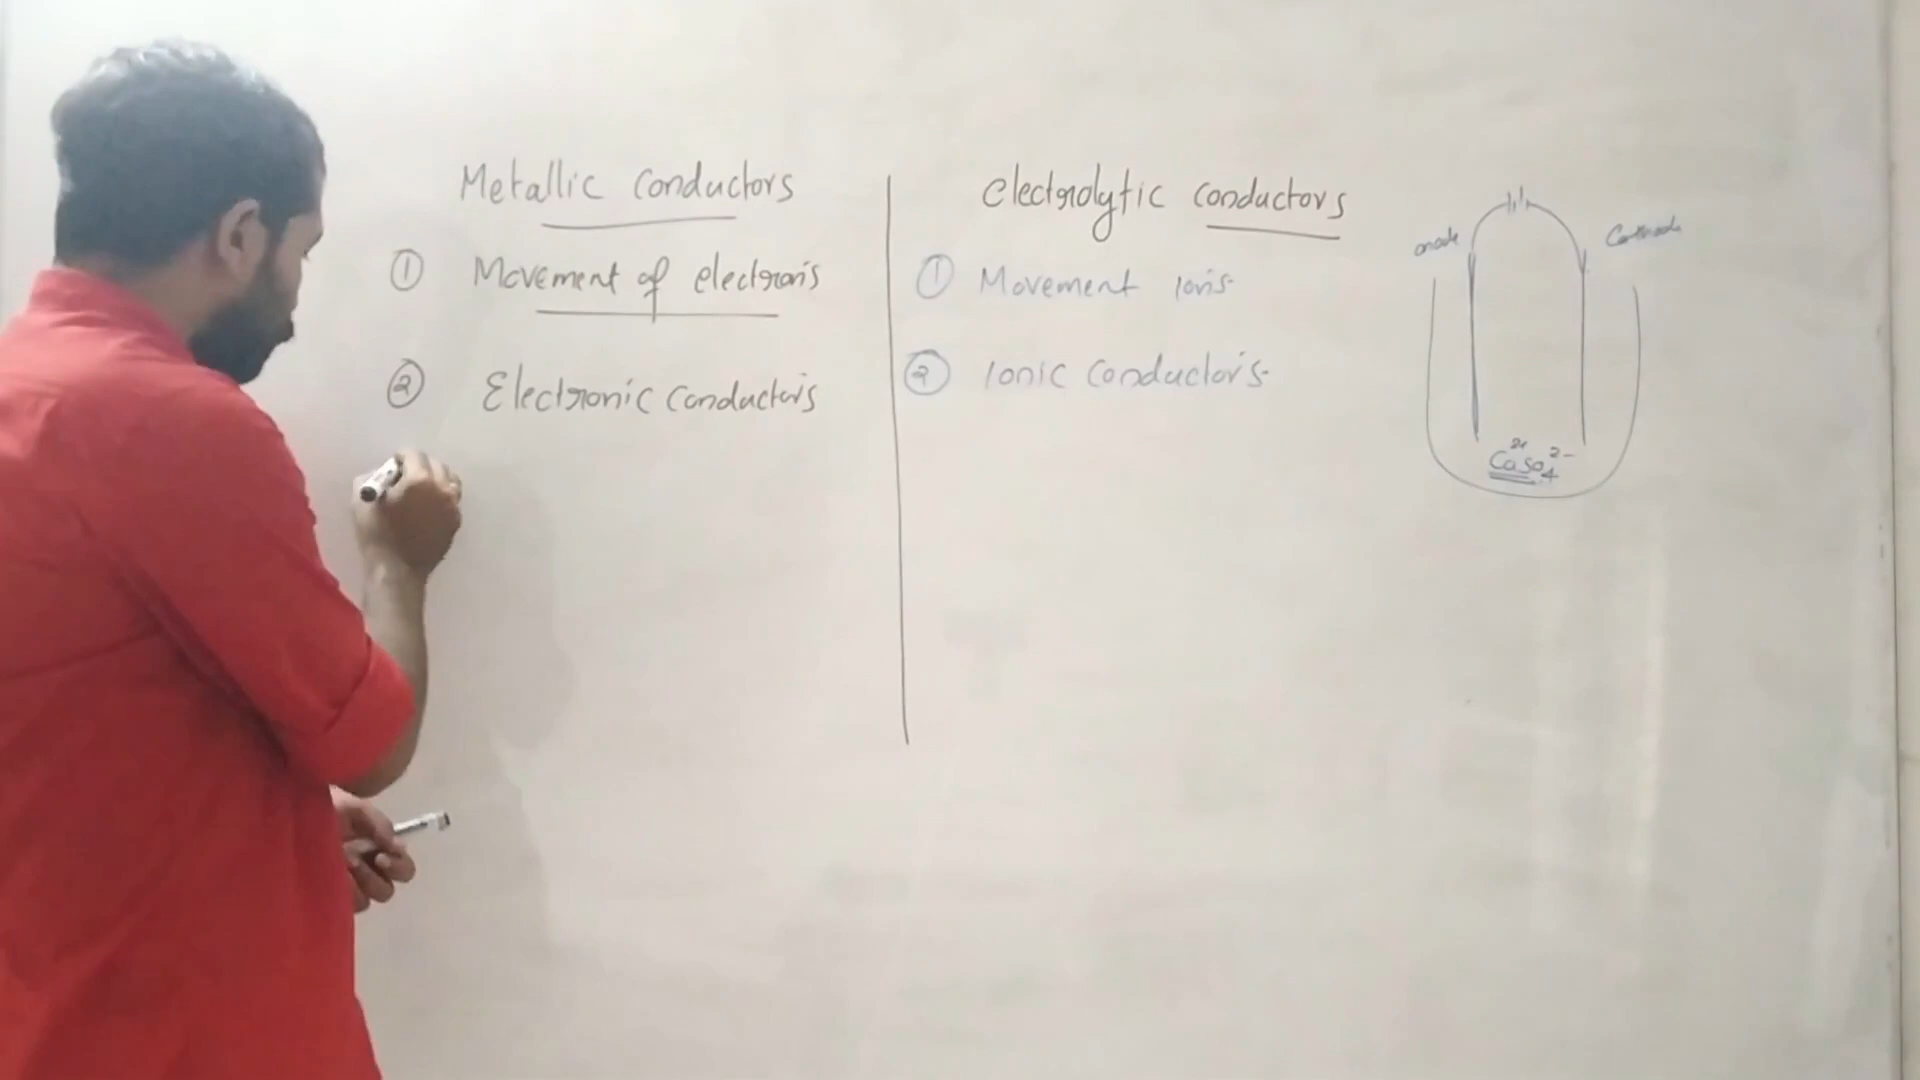 Metallic Conductors
① Movement of electrons
② Electronic Conductors
electrolytic Conductors
① Movement Ions
② Ionic Conductors
anode
Cathode
CaSO₄²⁻